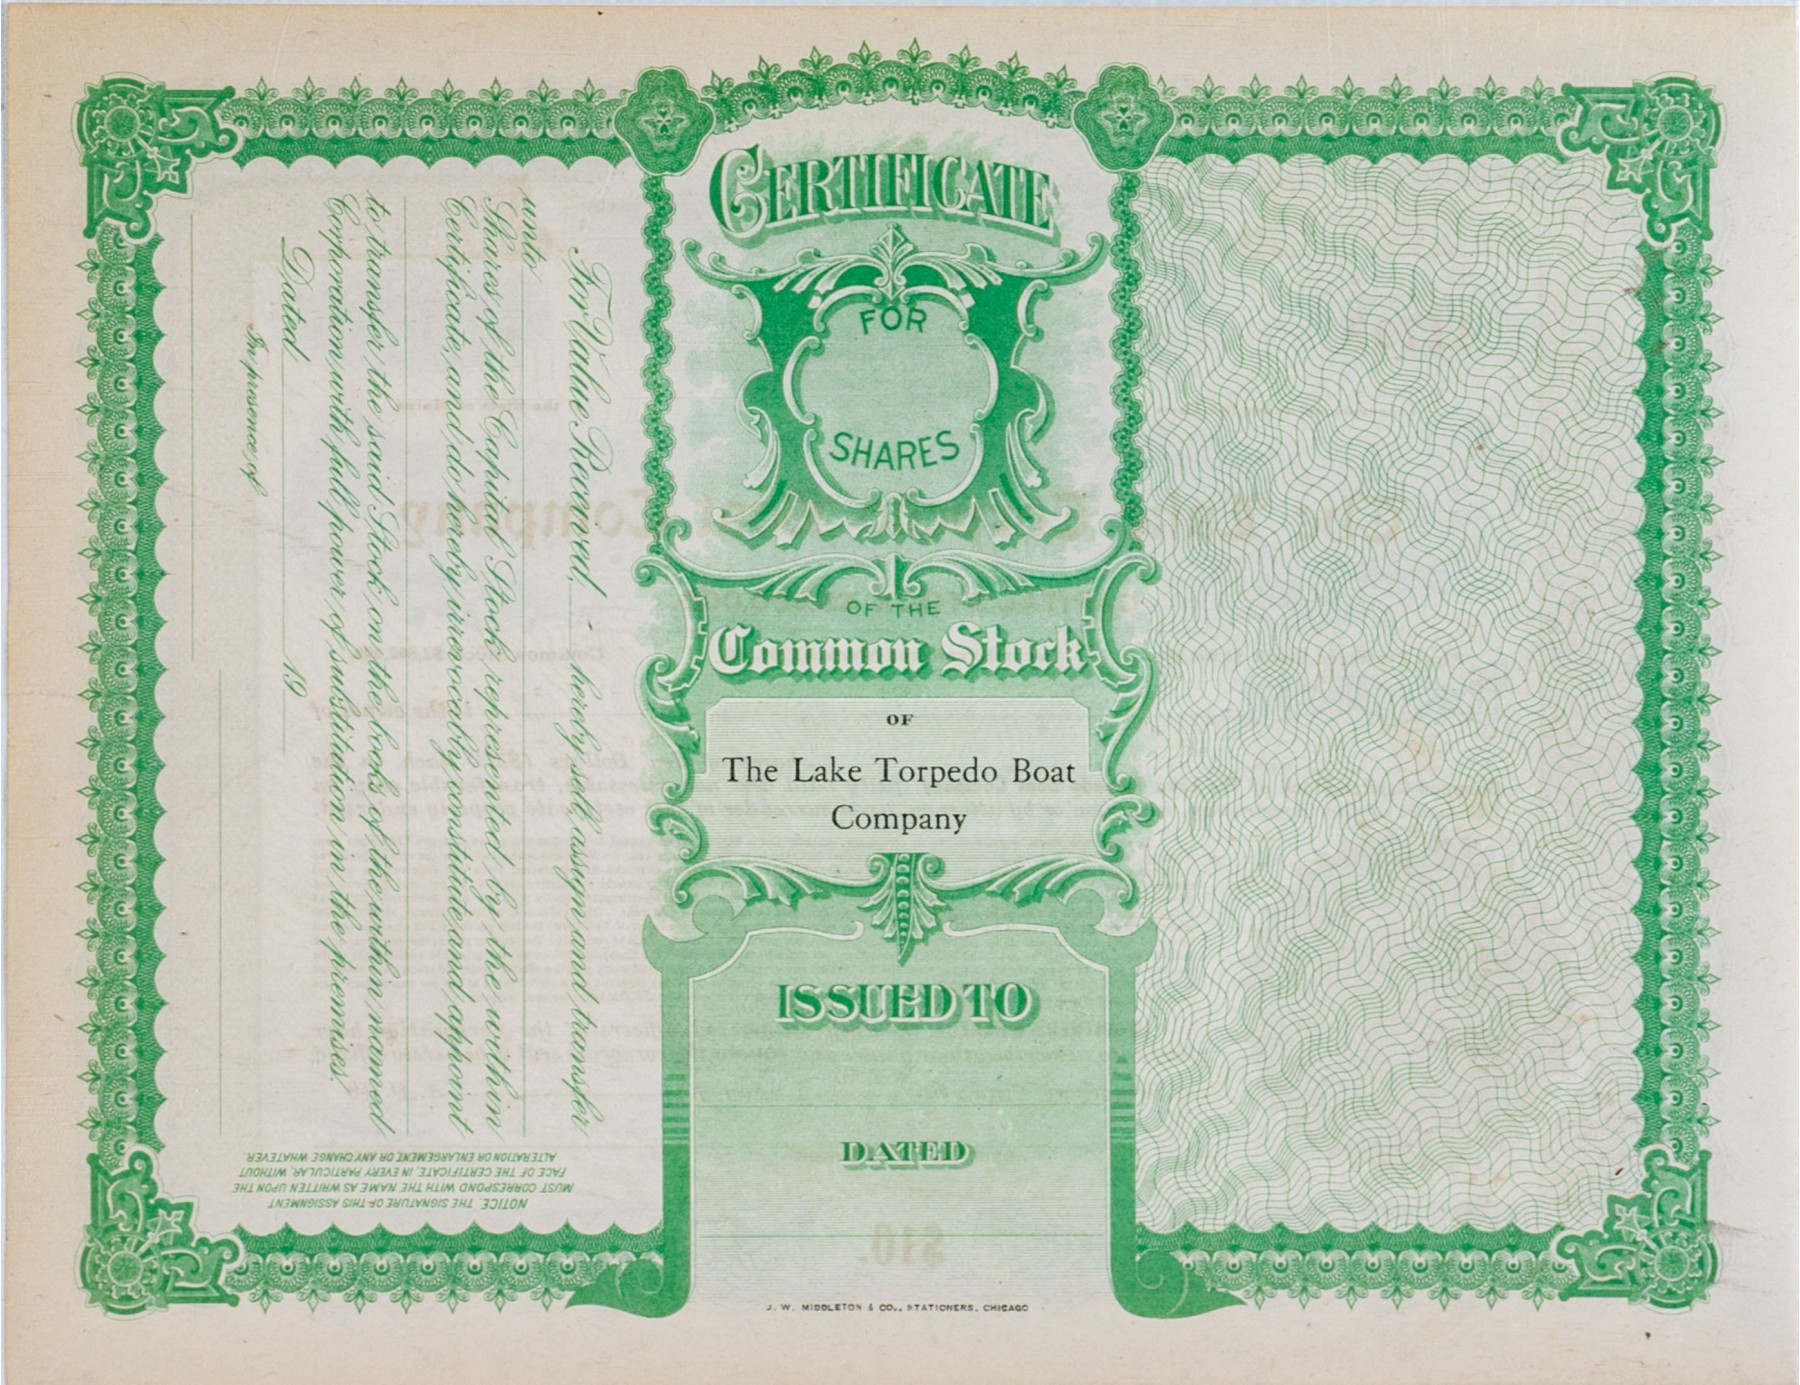 CERTIFICATE
FOR
SHARES
OF THE
Common Stock
OF
The Lake Torpedo Boat
Company
ISSUED TO
DATED
$10.
J. W. MIDDLETON & CO., STATIONERS, CHICAGO
For Value Received, hereby sell, assign and transfer
unto
Shares of the Capital Stock represented by the within
Certificate, and do hereby irrevocably constitute and appoint
to transfer the said Stock on the books of the within named
Corporation with full power of substitution in the premises.
Dated 19
In presence of
NOTICE. THE SIGNATURE OF THIS ASSIGNMENT
MUST CORRESPOND WITH THE NAME AS WRITTEN UPON THE
FACE OF THE CERTIFICATE, IN EVERY PARTICULAR, WITHOUT
ALTERATION OR ENLARGEMENT, OR ANY CHANGE WHATEVER.